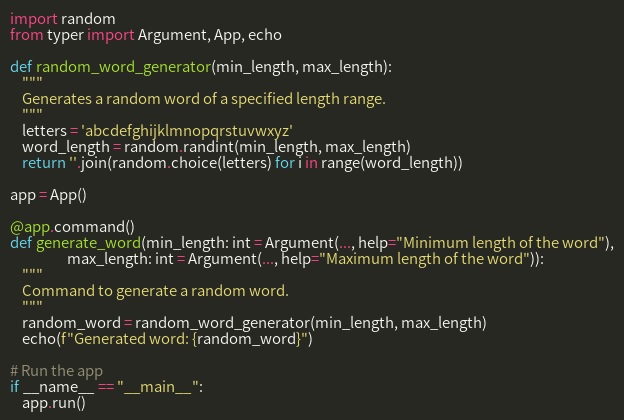 import random
from typer import Argument, App, echo

def random_word_generator(min_length, max_length):
    """
    Generates a random word of a specified length range.
    """
    letters = 'abcdefghijklmnopqrstuvwxyz'
    word_length = random.randint(min_length, max_length)
    return ''.join(random.choice(letters) for i in range(word_length))

app = App()

@app.command()
def generate_word(min_length: int = Argument(..., help="Minimum length of the word"),
                  max_length: int = Argument(..., help="Maximum length of the word")):
    """
    Command to generate a random word.
    """
    random_word = random_word_generator(min_length, max_length)
    echo(f"Generated word: {random_word}")

# Run the app
if __name__ == "__main__":
    app.run()